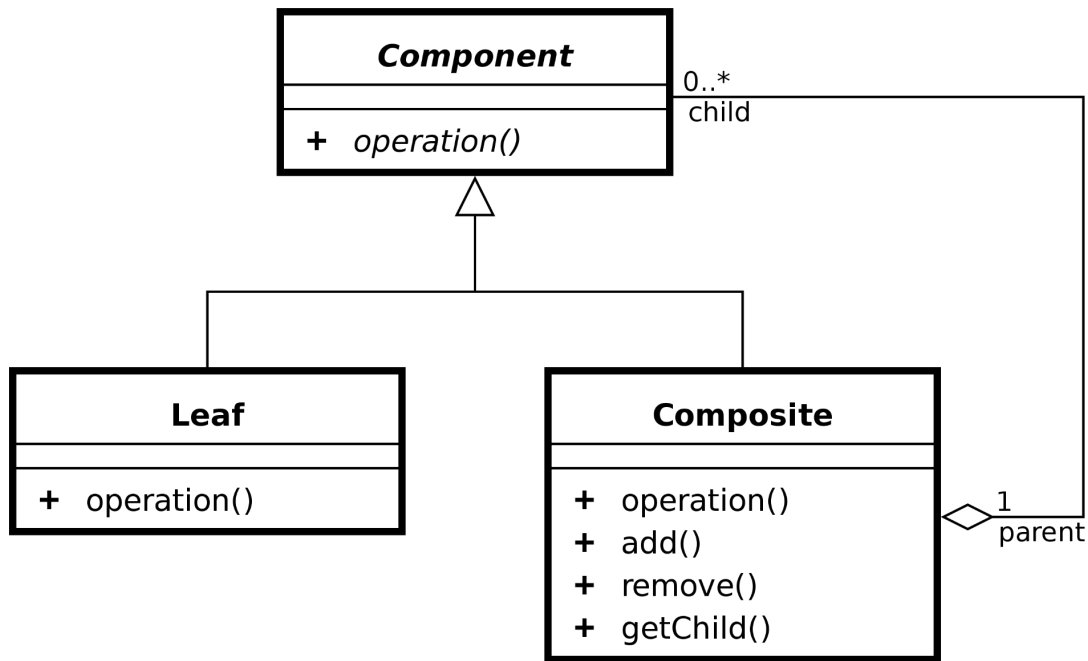 Component
+ operation()
0..*
child
Leaf
+ operation()
Composite
+ operation()
+ add()
+ remove()
+ getChild()
1
parent